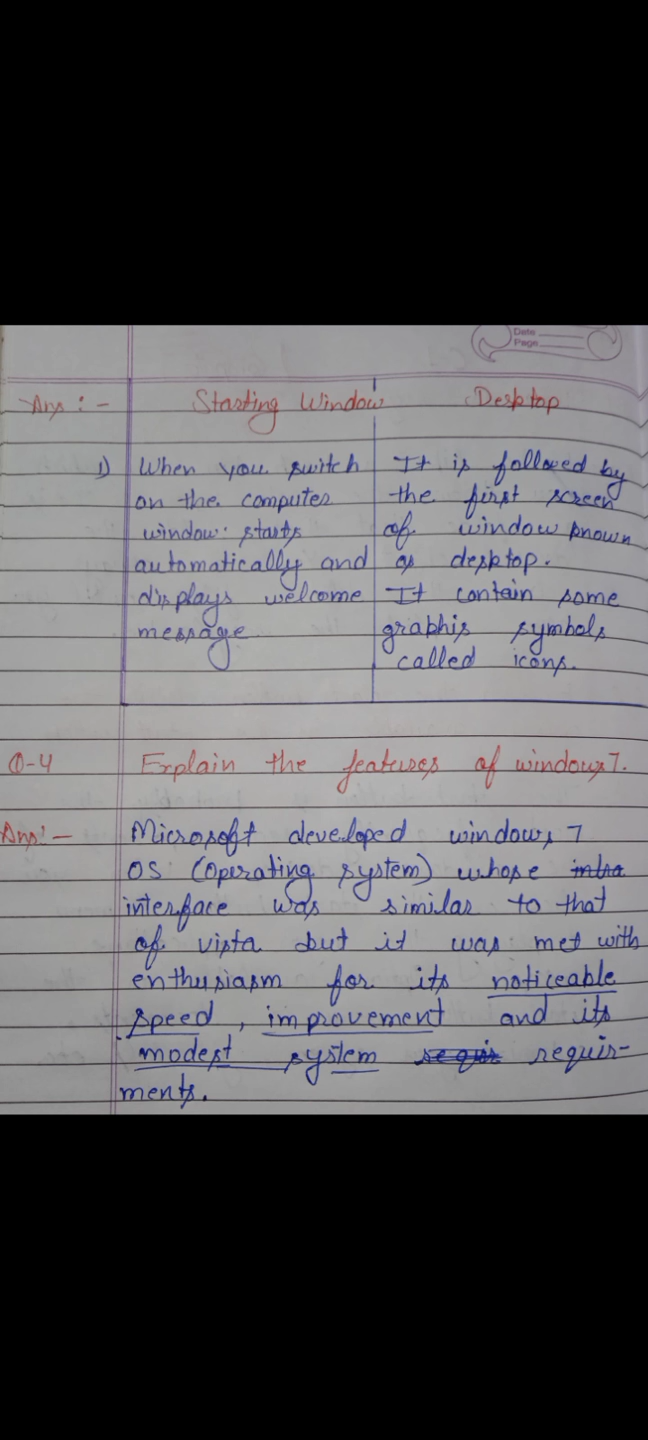 Date
Page
Ans :- Starting Window Desktop
1) When you switch
on the computer
window. starts
automatically and
displays welcome
message
It is followed by
the first screen
of window known
as desktop.
It contain some
graphis symbols
called icons.
Q-4 Explain the features of windows 7.
Ans:- Microsoft developed windows 7
OS (Operating system) whose intra
interface was similar to that
of vista but it was met with
enthusiasm for its noticeable
speed, improvement and its
modest system requir requir-
ments.